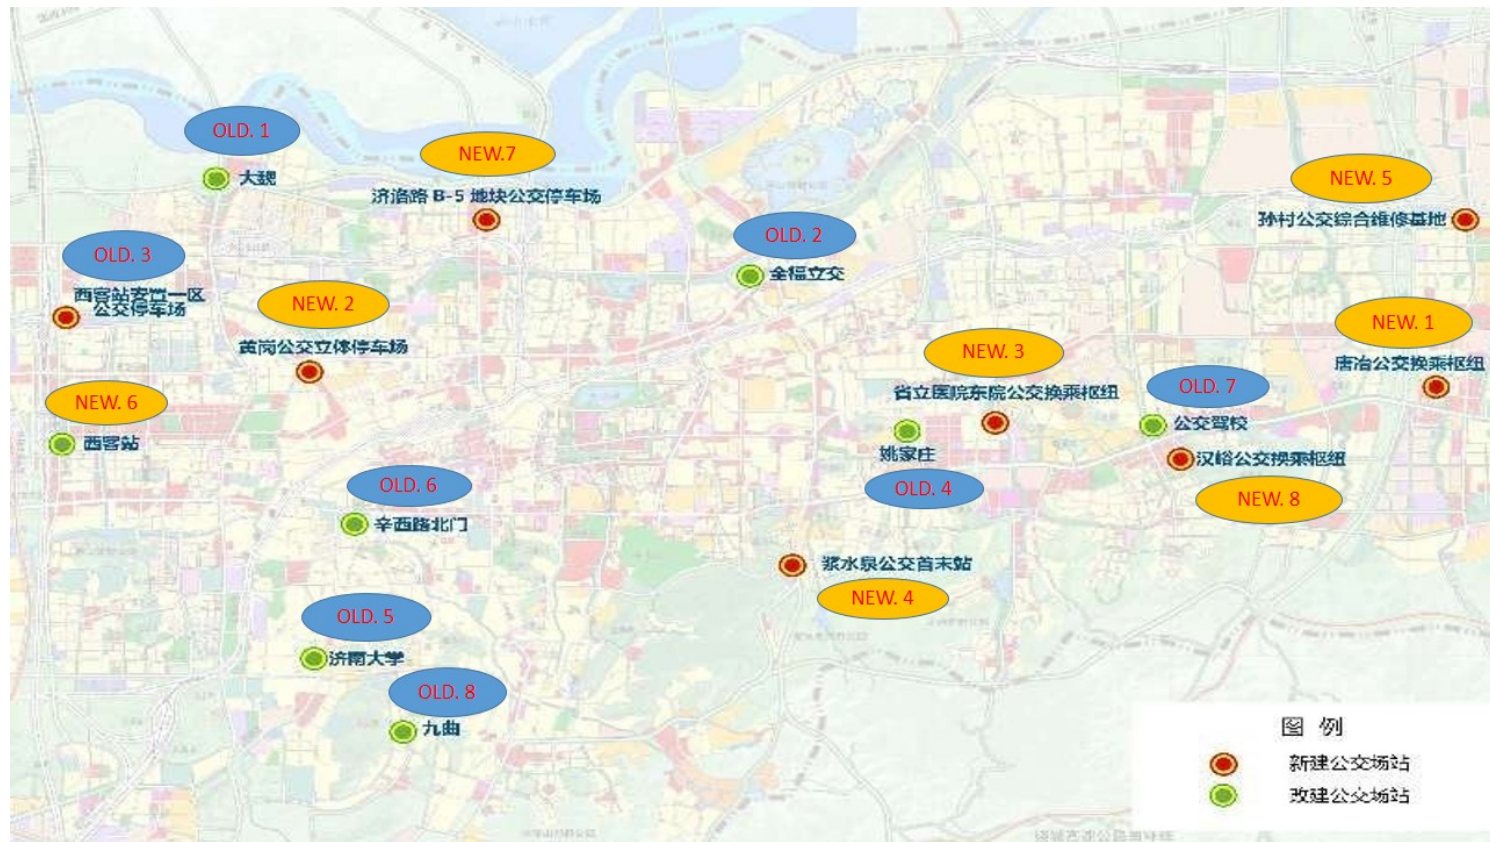 OLD. 1
大魏
NEW.7
济洛路 B-5 地块公交停车场
NEW. 5
孙村公交综合维修基地
OLD. 2
全福立交
OLD. 3
西客站安置一区
公交停车场
NEW. 2
黄岗公交立体停车场
NEW. 1
唐冶公交换乘枢纽
NEW. 3
省立医院东院公交换乘枢纽
OLD. 7
公交驾校
NEW. 6
西客站
姚家庄
OLD. 4
汉峪公交换乘枢纽
NEW. 8
OLD. 6
辛西路北门
浆水泉公交首末站
NEW. 4
OLD. 5
济南大学
OLD. 8
九曲
图 例
新建公交场站
改建公交场站